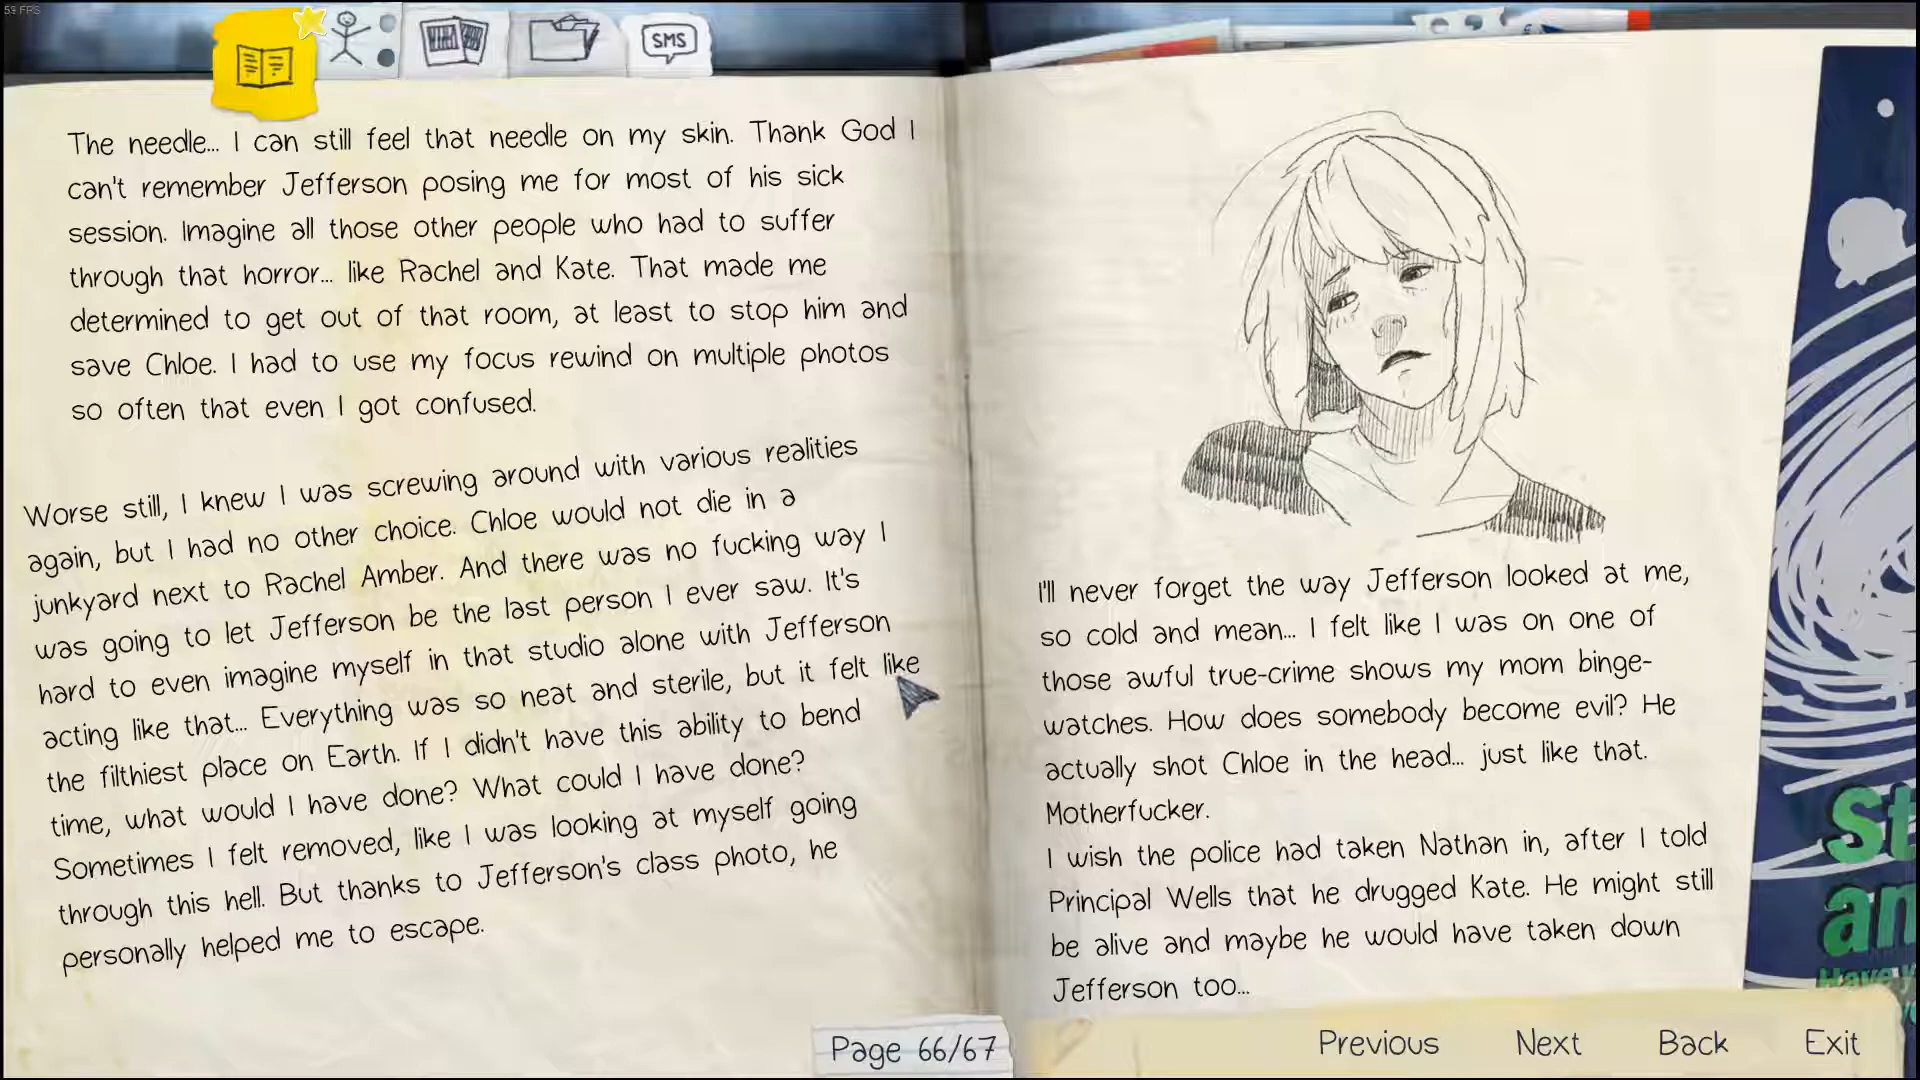 59 FPS
SMS
The needle... I can still feel that needle on my skin. Thank God I
can't remember Jefferson posing me for most of his sick
session. Imagine all those other people who had to suffer
through that horror... like Rachel and Kate. That made me
determined to get out of that room, at least to stop him and
save Chloe. I had to use my focus rewind on multiple photos
so often that even I got confused.
Worse still, I knew I was screwing around with various realities
again, but I had no other choice. Chloe would not die in a
junkyard next to Rachel Amber. And there was no fucking way I
was going to let Jefferson be the last person I ever saw. It's
hard to even imagine myself in that studio alone with Jefferson
acting like that... Everything was so neat and sterile, but it felt like
the filthiest place on Earth. If I didn't have this ability to bend
time, what would I have done? What could I have done?
Sometimes I felt removed, like I was looking at myself going
through this hell. But thanks to Jefferson's class photo, he
personally helped me to escape.
I'll never forget the way Jefferson looked at me,
so cold and mean... I felt like I was on one of
those awful true-crime shows my mom binge-
watches. How does somebody become evil? He
actually shot Chloe in the head... just like that.
Motherfucker.
I wish the police had taken Nathan in, after I told
Principal Wells that he drugged Kate. He might still
be alive and maybe he would have taken down
Jefferson too...
St
an
Page 66/67
Previous Next Back Exit